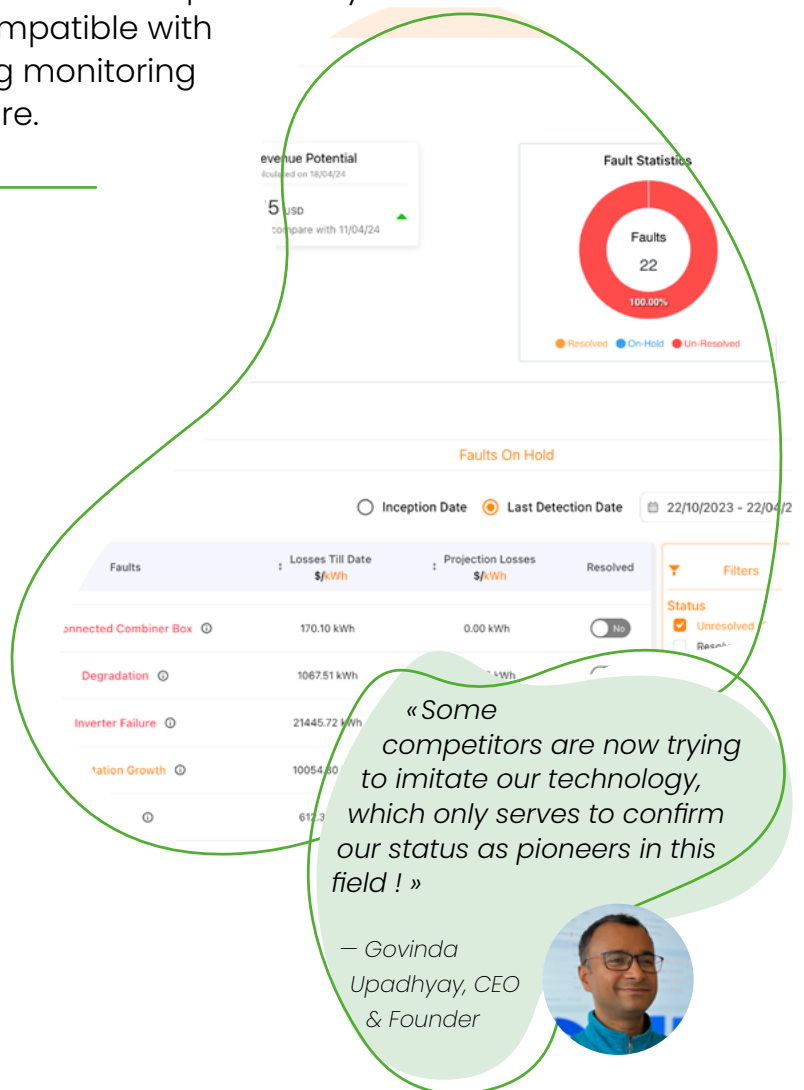 mpatible with
g monitoring
re.
evenue Potential
lculated on 18/04/24
5 USD
compare with 11/04/24
Fault Statistics
Faults
22
100.00%
Resolved On-Hold Un-Resolved
Faults On Hold
Inception Date Last Detection Date 22/10/2023 - 22/04/2
Faults Losses Till Date Projection Losses Resolved Filters
$/kWh $/kWh
Status
onnected Combiner Box 170.10 kWh 0.00 kWh No Unresolved
Degradation 1067.51 kWh kWh
Inverter Failure 21445.72 kWh
tation Growth 10054.80
612.3
«Some
competitors are now trying
to imitate our technology,
which only serves to confirm
our status as pioneers in this
field ! »
— Govinda
Upadhyay, CEO
& Founder